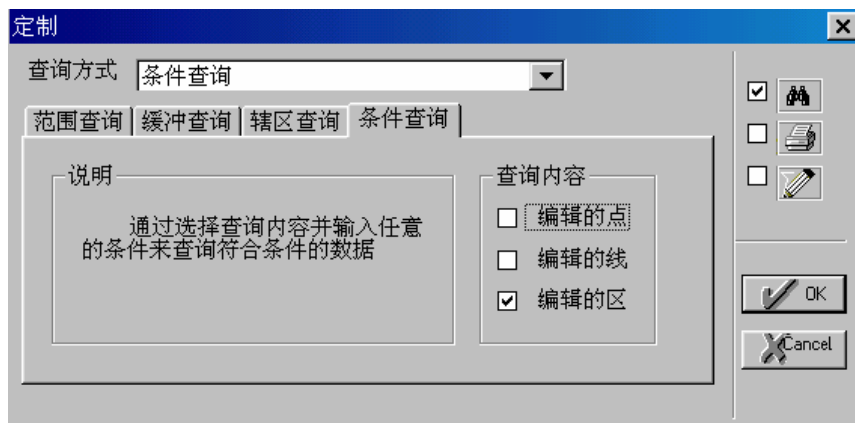 定制
查询方式 条件查询
范围查询 缓冲查询 辖区查询 条件查询
说明
通过选择查询内容并输入任意
的条件来查询符合条件的数据
查询内容
编辑的点
编辑的线
编辑的区
OK
Cancel